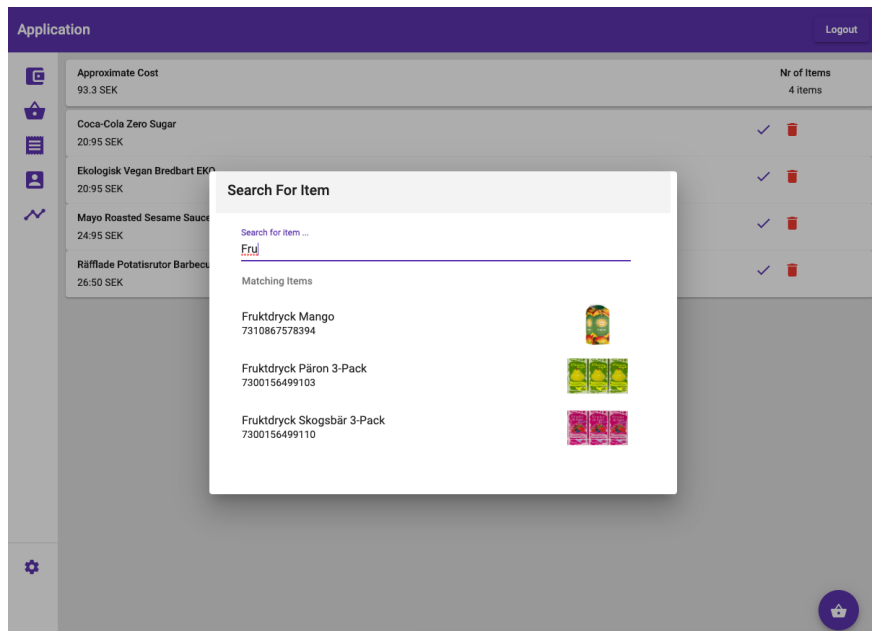 Application
Logout
Approximate Cost
Nr of Items
93.3 SEK
4 items
Coca-Cola Zero Sugar
20:95 SEK
Ekologisk Vegan Bredbart EKO
20:95 SEK
Mayo Roasted Sesame Sauce
24:95 SEK
Räfflade Potatisrutor Barbecu
26:50 SEK
Search For Item
Search for item ...
Fru
Matching Items
Fruktdryck Mango
7310867578394
Fruktdryck Päron 3-Pack
7300156499103
Fruktdryck Skogsbär 3-Pack
7300156499110